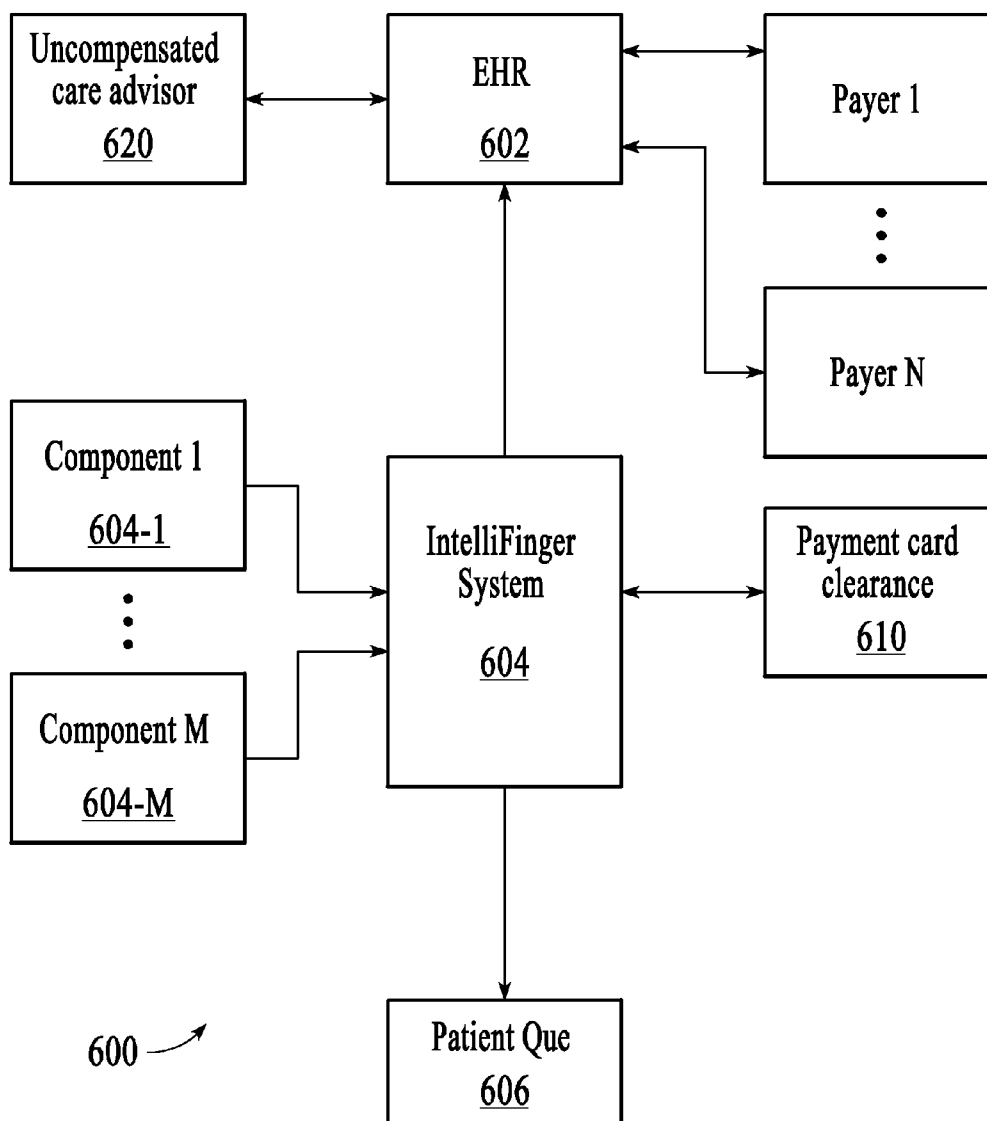 Uncompensated
care advisor
620
EHR
602
Payer 1
Payer N
Component 1
604-1
Component M
604-M
IntelliFinger
System
604
Payment card
clearance
610
Patient Que
606
600